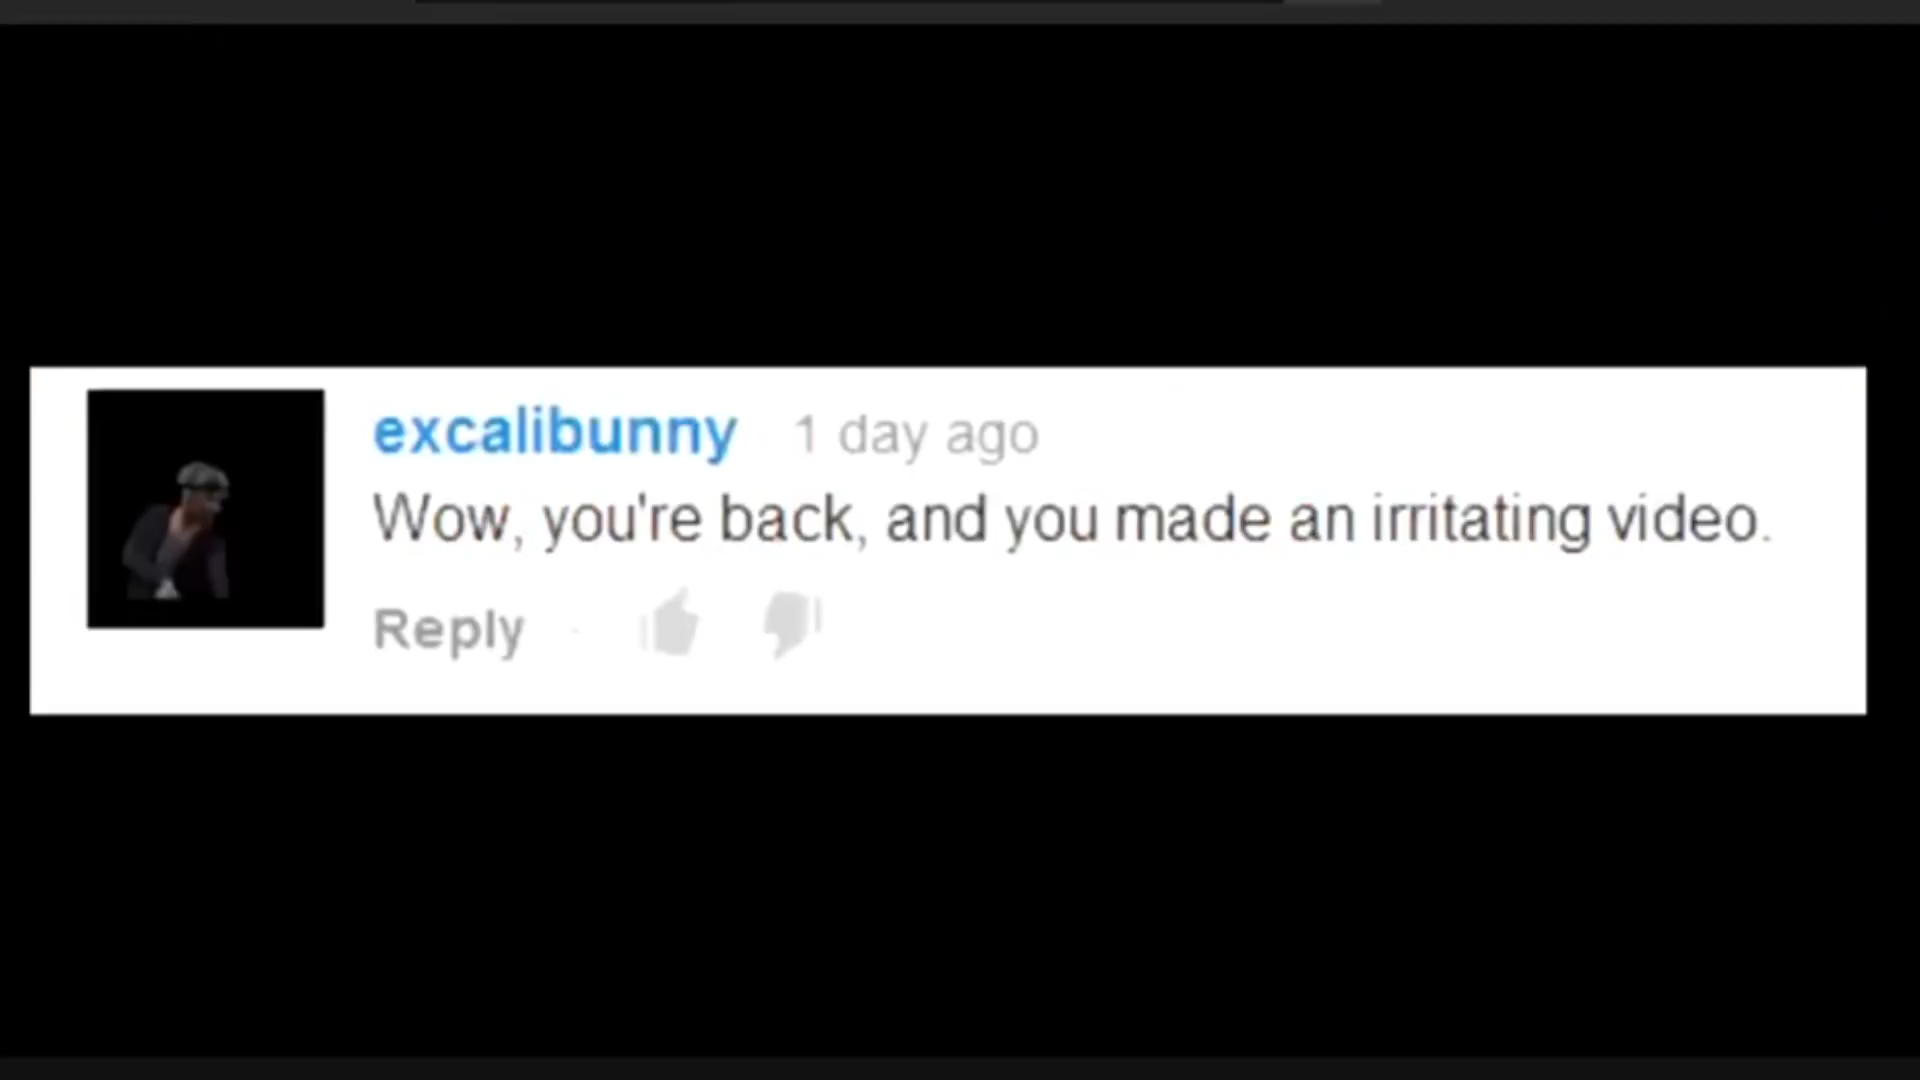 excalibunny 1 day ago
Wow, you're back, and you made an irritating video.
Reply